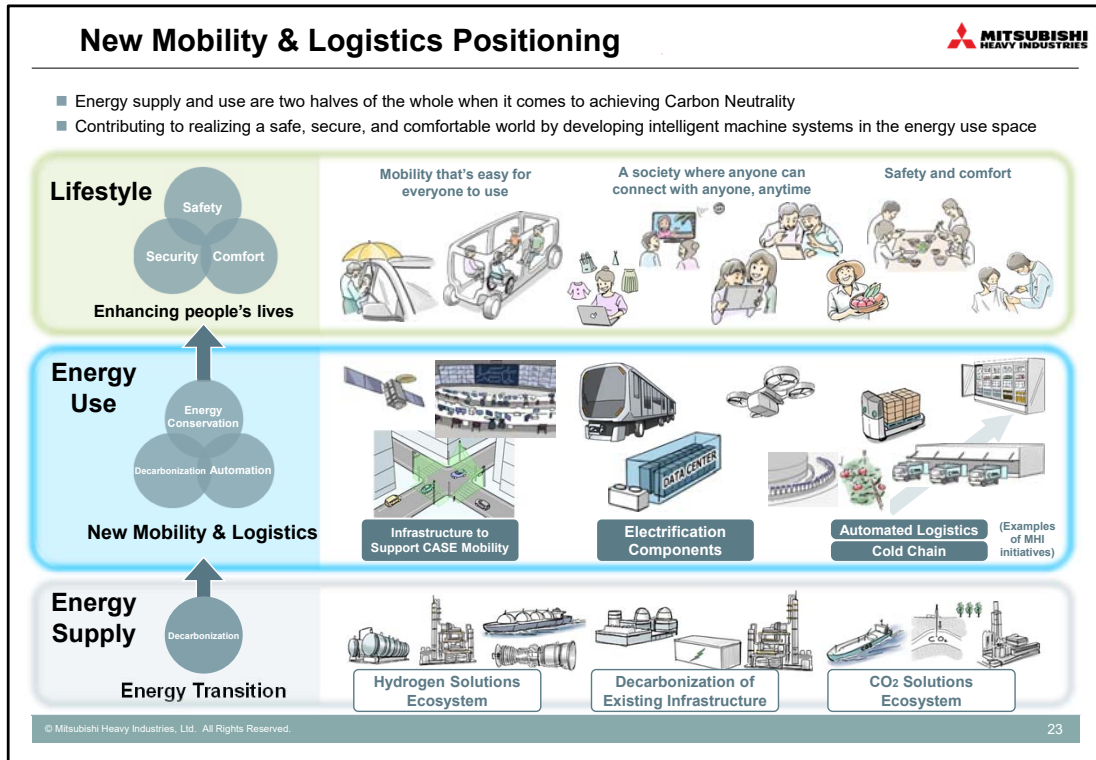 New Mobility & Logistics Positioning
MITSUBISHI
HEAVY INDUSTRIES
Energy supply and use are two halves of the whole when it comes to achieving Carbon Neutrality
Contributing to realizing a safe, secure, and comfortable world by developing intelligent machine systems in the energy use space
Lifestyle
Safety
Security
Comfort
Enhancing people's lives
Mobility that's easy for
everyone to use
A society where anyone can
connect with anyone, anytime
Safety and comfort
Energy
Use
Energy
Conservation
Decarbonization
Automation
New Mobility & Logistics
DATA CENTER
Infrastructure to
Support CASE Mobility
Electrification
Components
Automated Logistics
Cold Chain
(Examples
of MHI
initiatives)
Energy
Supply
Decarbonization
Energy Transition
CO₂
Hydrogen Solutions
Ecosystem
Decarbonization of
Existing Infrastructure
CO2 Solutions
Ecosystem
© Mitsubishi Heavy Industries, Ltd. All Rights Reserved.
23